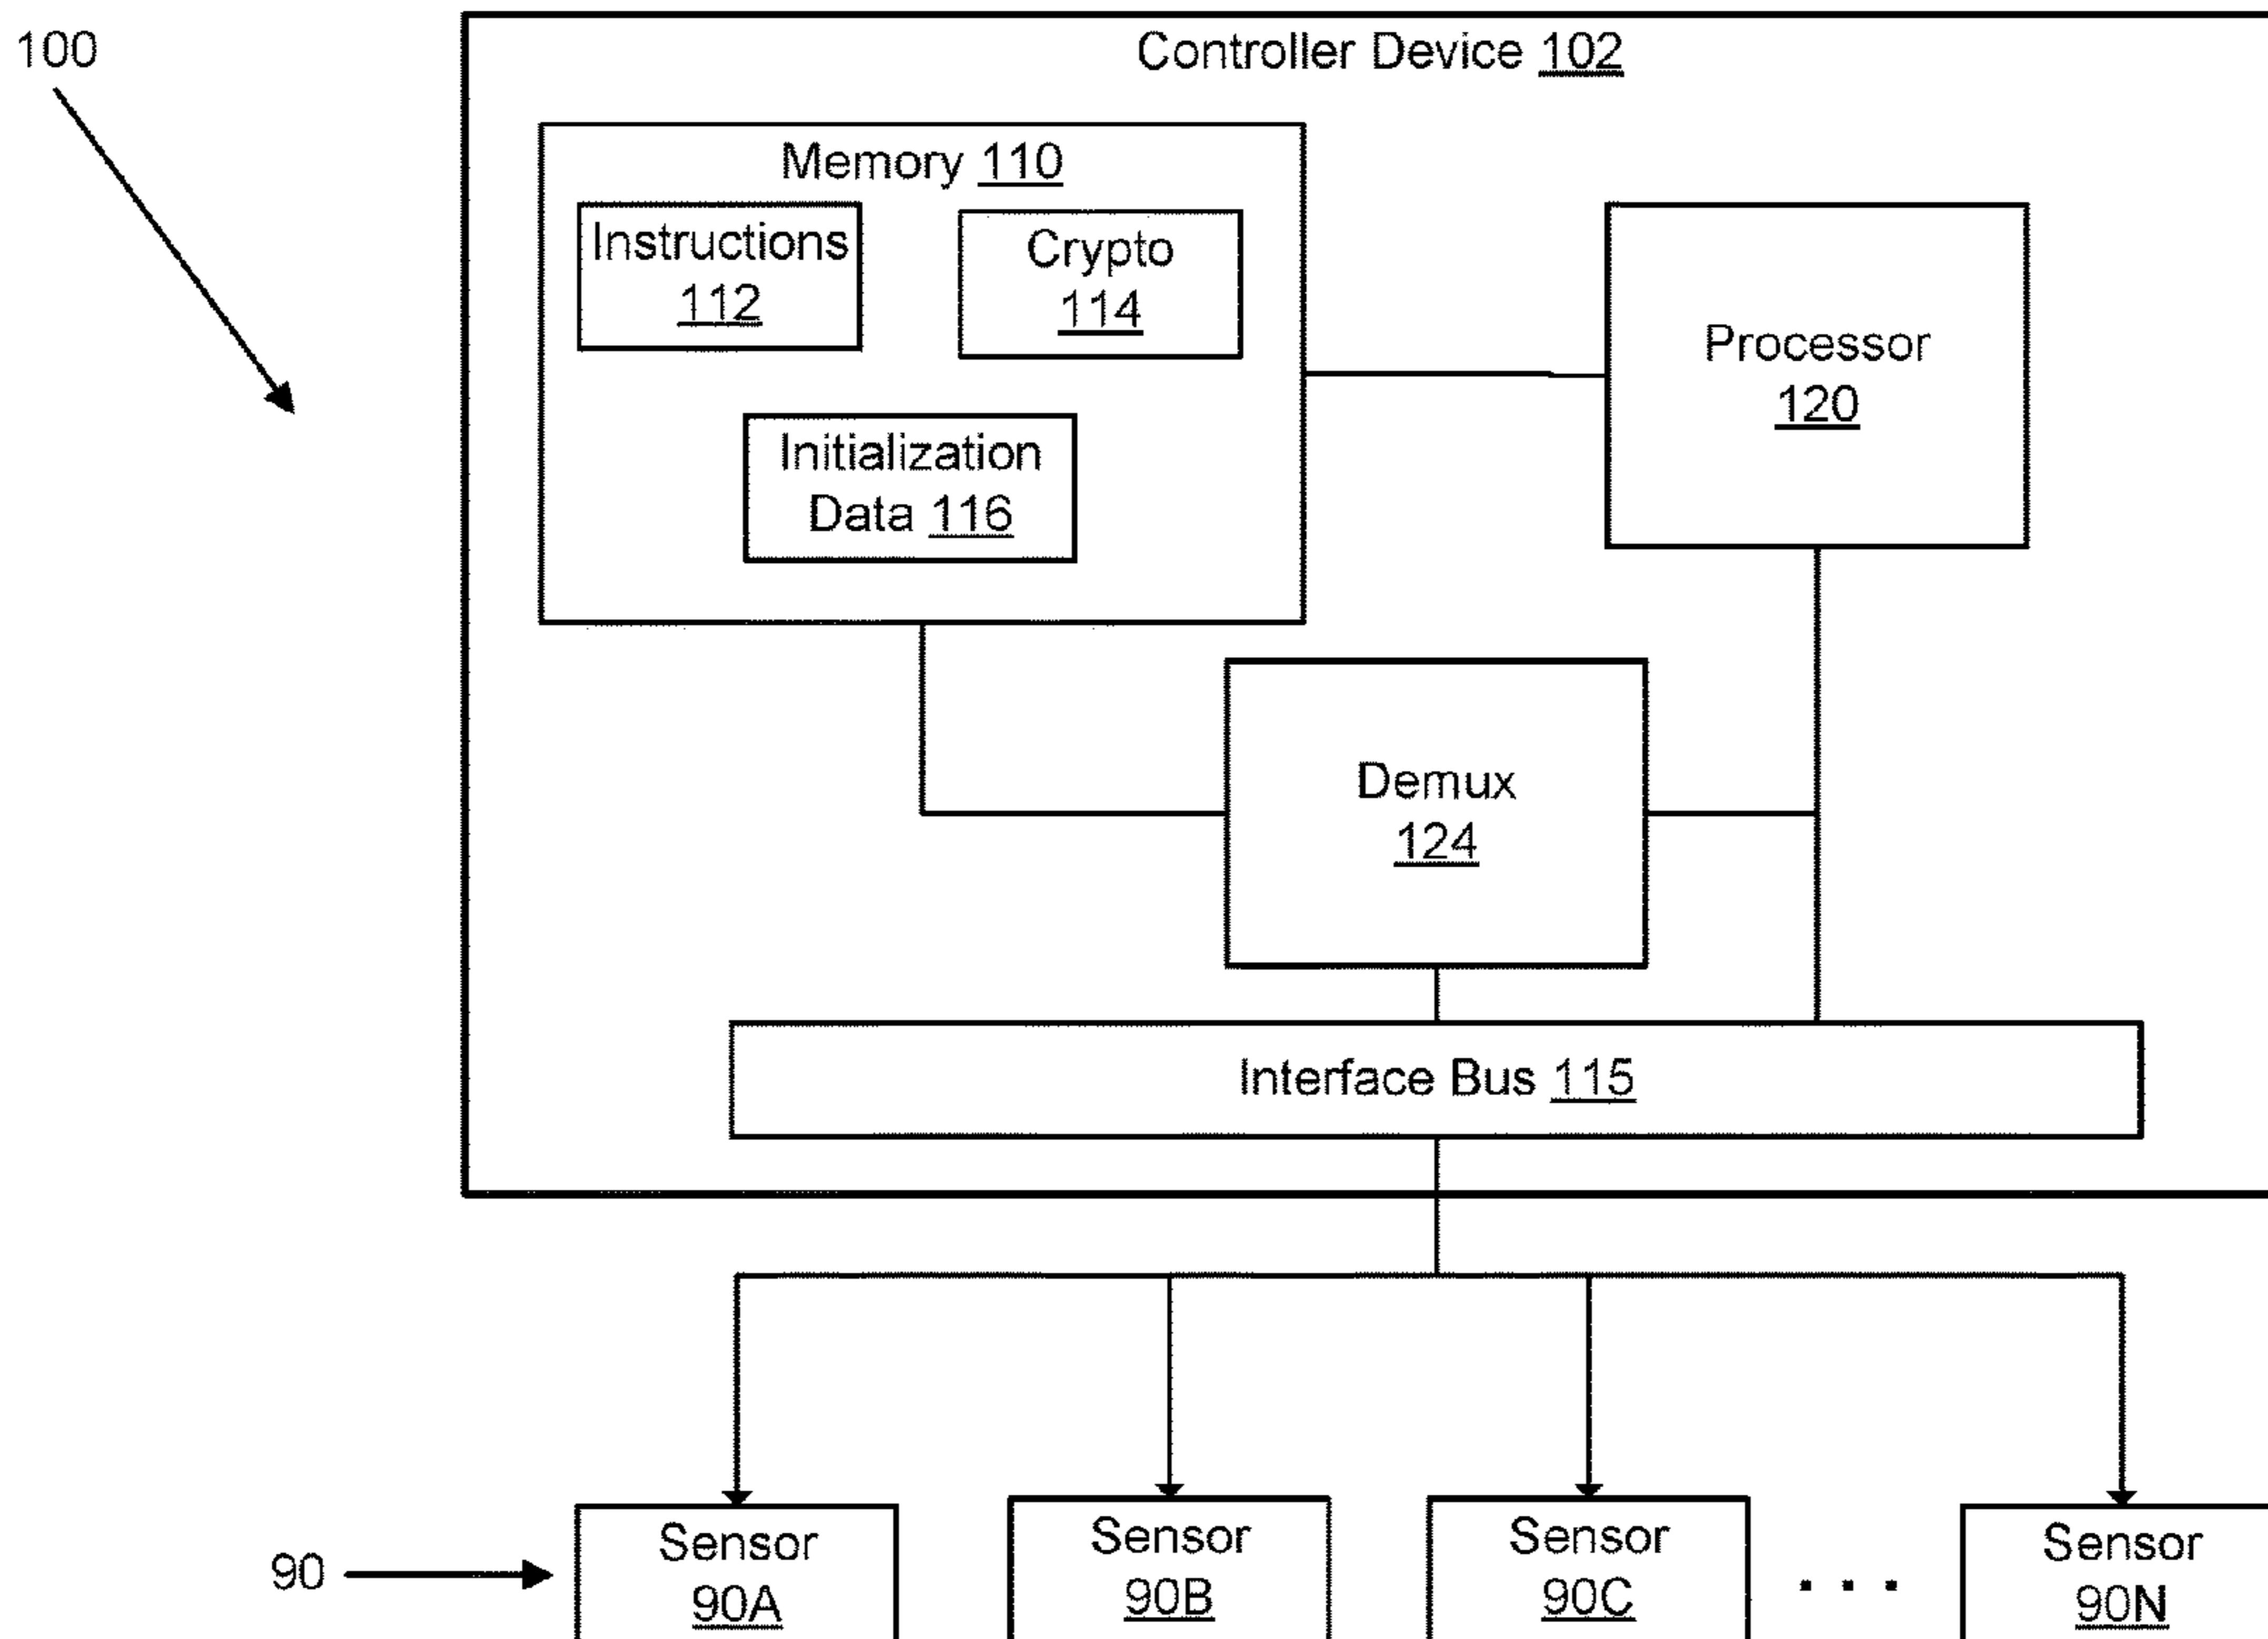 100
Controller Device 102
Memory 110
Instructions
112
Crypto
114
Initialization
Data 116
Processor
120
Demux
124
Interface Bus 115
90
Sensor
90A
Sensor
90B
Sensor
90C
. . .
Sensor
90N